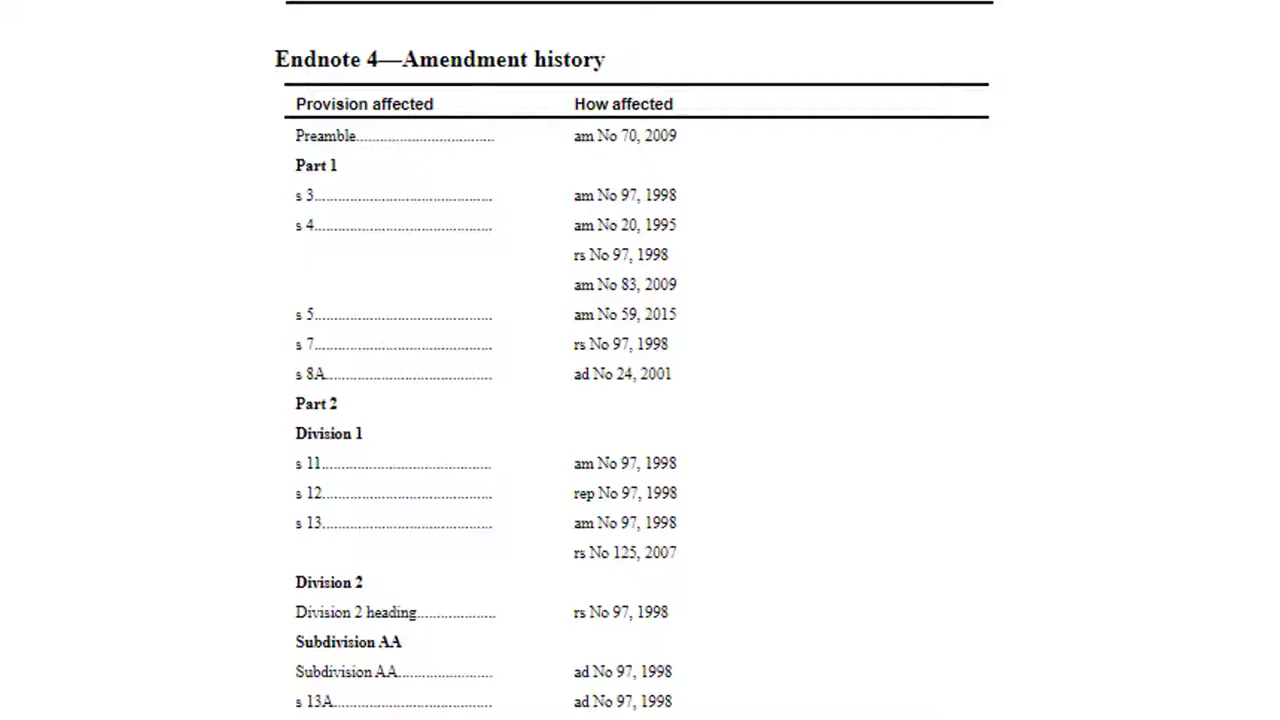 Endnote 4—Amendment history
Provision affected How affected
Preamble................................... am No 70, 2009
Part 1
s 3............................................. am No 97, 1998
s 4............................................. am No 20, 1995
rs No 97, 1998
am No 83, 2009
s 5............................................. am No 59, 2015
s 7............................................. rs No 97, 1998
s 8A.......................................... ad No 24, 2001
Part 2
Division 1
s 11........................................... am No 97, 1998
s 12........................................... rep No 97, 1998
s 13........................................... am No 97, 1998
rs No 125, 2007
Division 2
Division 2 heading.................... rs No 97, 1998
Subdivision AA
Subdivision AA........................ ad No 97, 1998
s 13A........................................ ad No 97, 1998